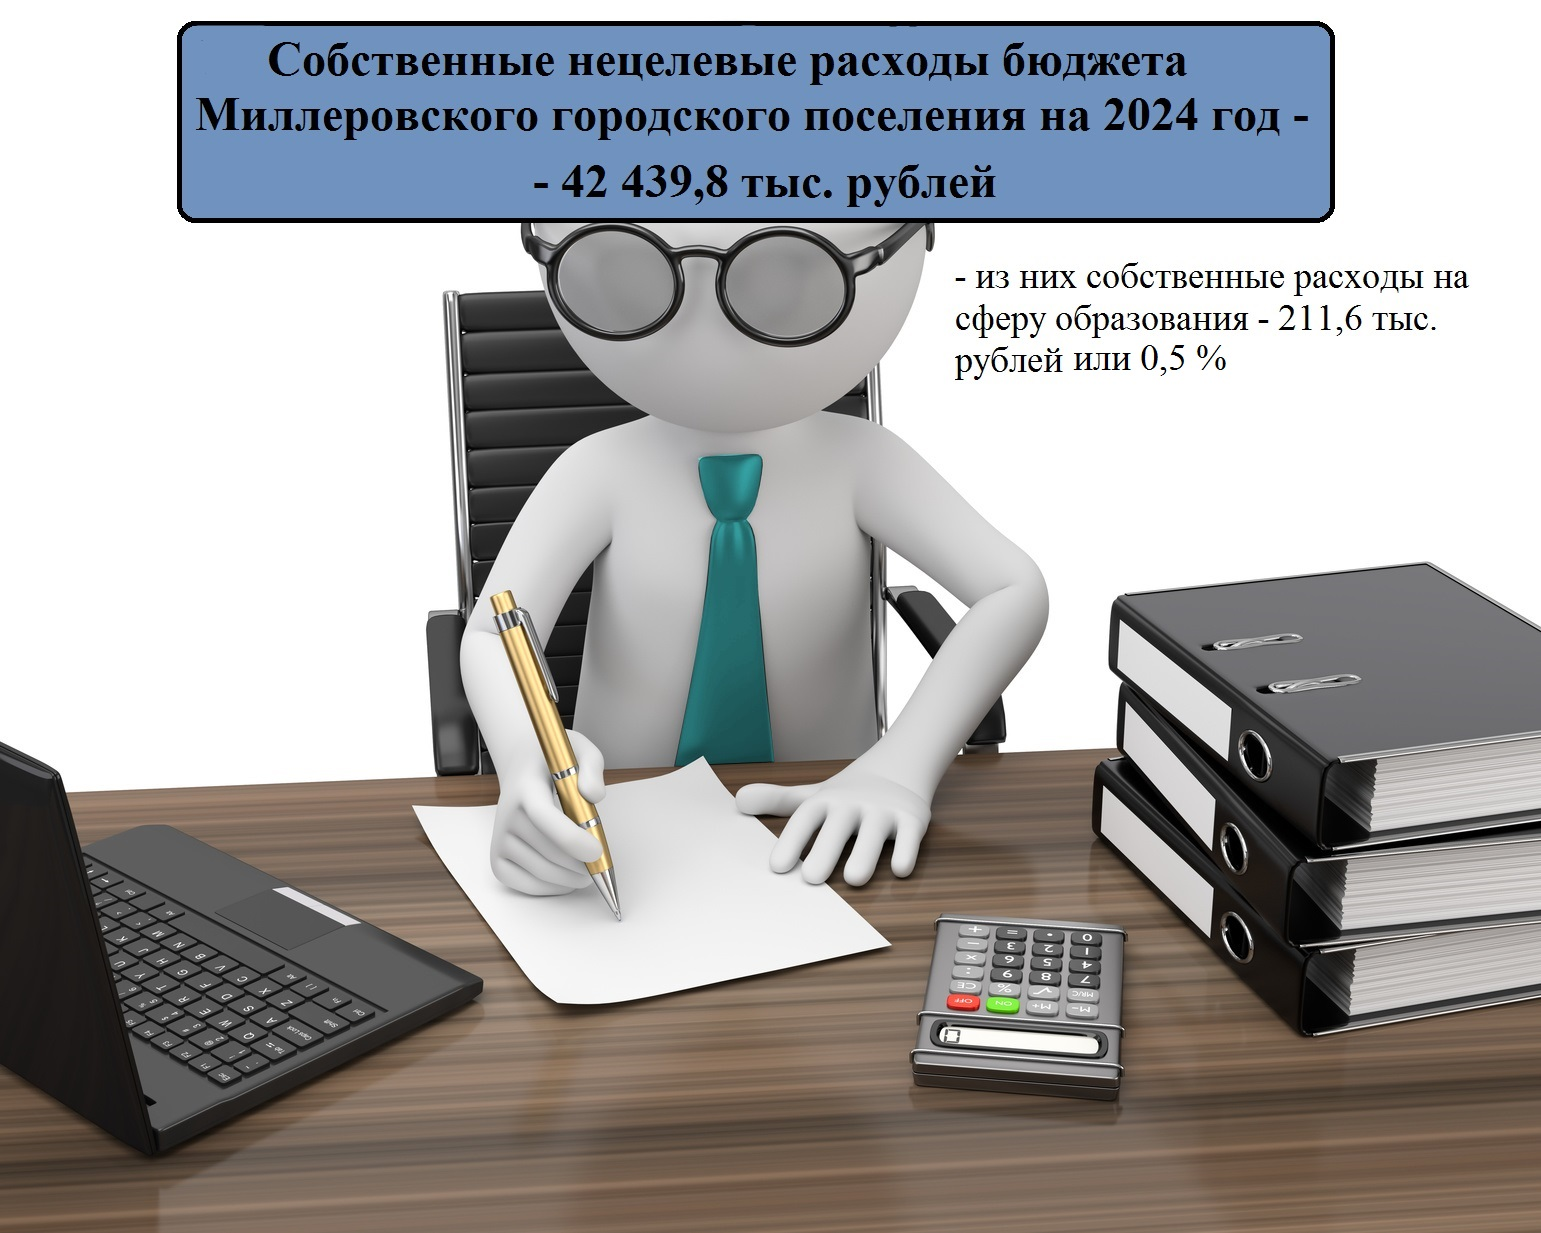 Собственные нецелевые расходы бюджета
Миллеровского городского поселения на 2024 год -
- 42 439,8 тыс. рублей
- из них собственные расходы на
сферу образования - 211,6 тыс.
рублей или 0,5 %